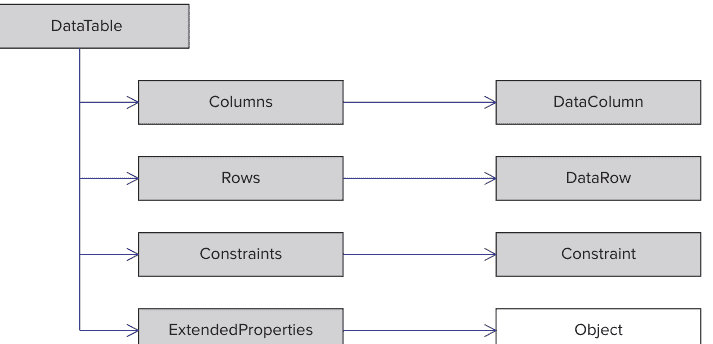 DataTable
Columns
DataColumn
Rows
DataRow
Constraints
Constraint
ExtendedProperties
Object